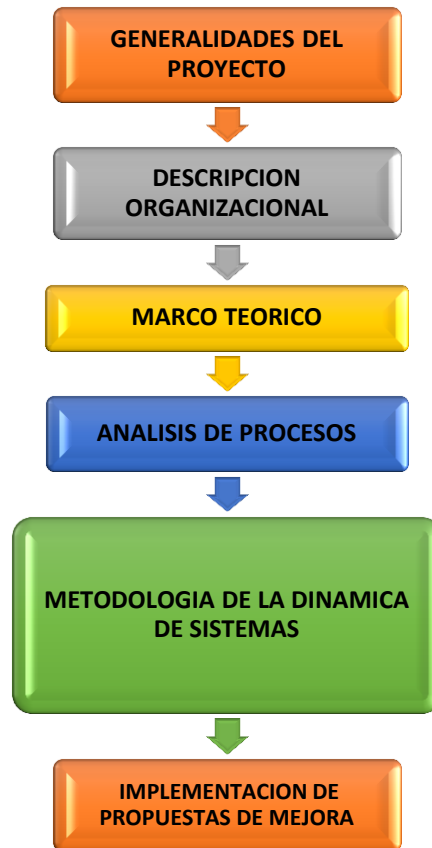 GENERALIDADES DEL
PROYECTO
DESCRIPCION
ORGANIZACIONAL
MARCO TEORICO
ANALISIS DE PROCESOS
METODOLOGIA DE LA DINAMICA
DE SISTEMAS
IMPLEMENTACION DE
PROPUESTAS DE MEJORA